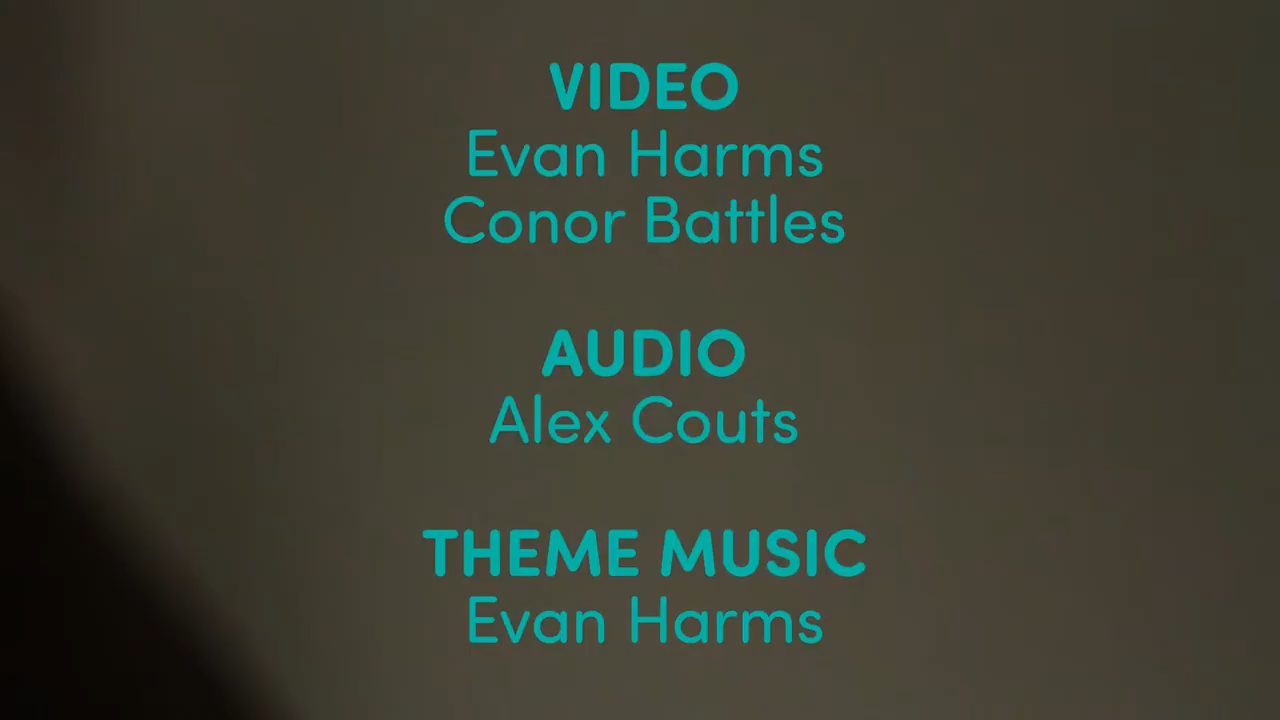 VIDEO
Evan Harms
Conor Battles
AUDIO
Alex Couts
THEME MUSIC
Evan Harms